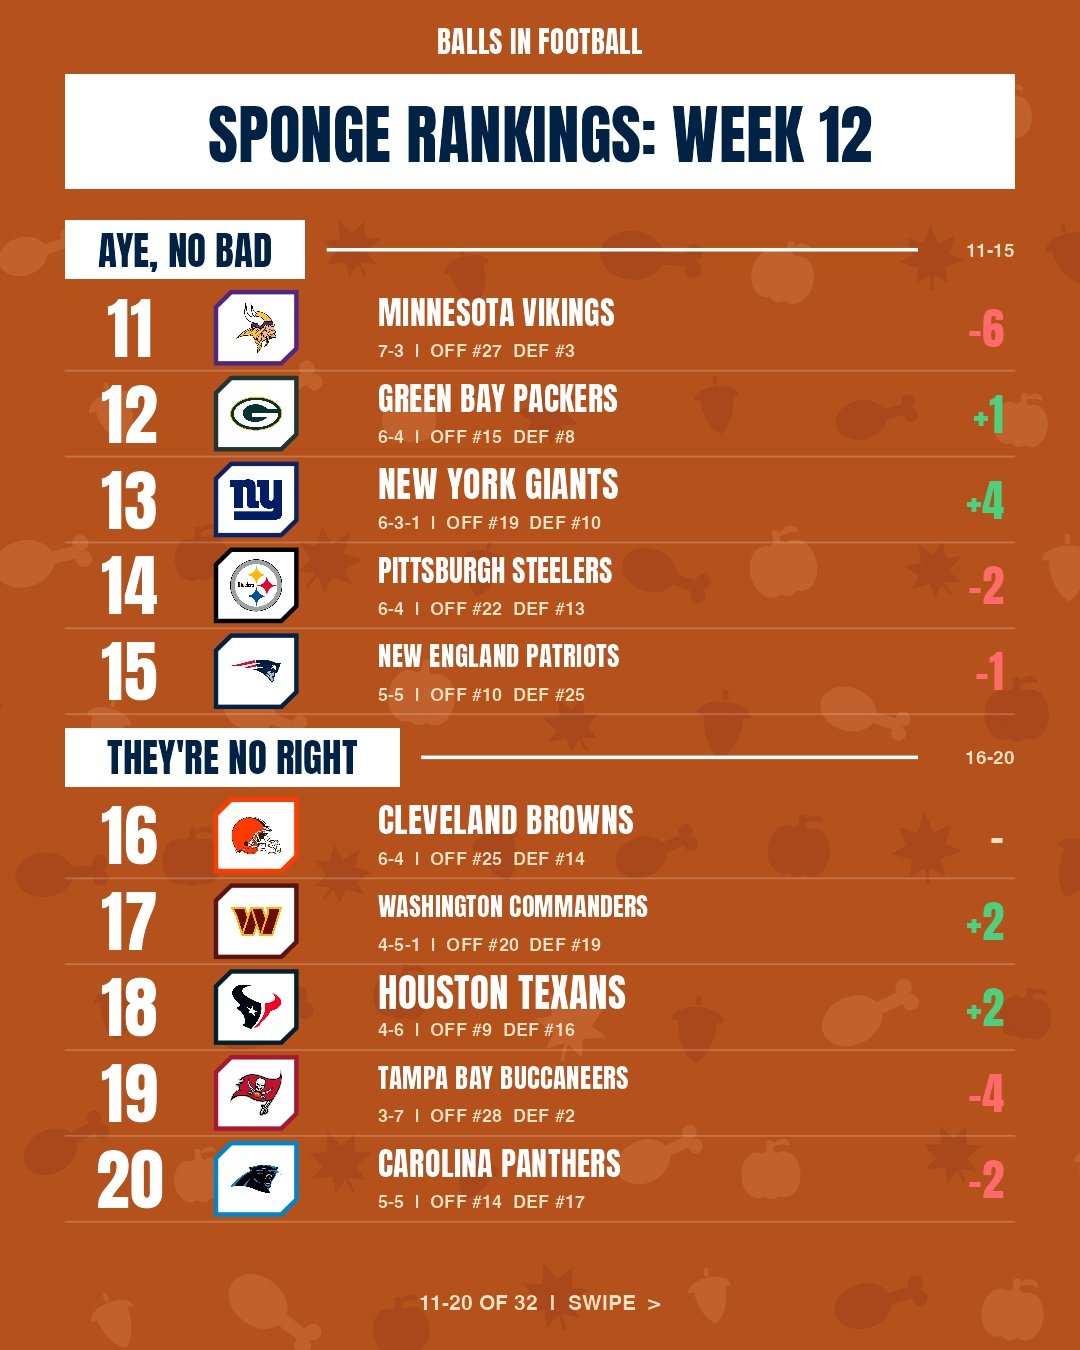 BALLS IN FOOTBALL
SPONGE RANKINGS: WEEK 12
AYE, NO BAD
11-15
11
MINNESOTA VIKINGS
7-3 | OFF #27 DEF #3
-6
12
GREEN BAY PACKERS
6-4 | OFF #15 DEF #8
+1
13
ny
NEW YORK GIANTS
6-3-1 | OFF #19 DEF #10
+4
14
Steelers
PITTSBURGH STEELERS
6-4 | OFF #22 DEF #13
-2
15
NEW ENGLAND PATRIOTS
5-5 | OFF #10 DEF #25
-1
THEY'RE NO RIGHT
16-20
16
CLEVELAND BROWNS
6-4 | OFF #25 DEF #14
-
17
W
WASHINGTON COMMANDERS
4-5-1 | OFF #20 DEF #19
+2
18
HOUSTON TEXANS
4-6 | OFF #9 DEF #16
+2
19
TAMPA BAY BUCCANEERS
3-7 | OFF #28 DEF #2
-4
20
CAROLINA PANTHERS
5-5 | OFF #14 DEF #17
-2
11-20 OF 32 | SWIPE >